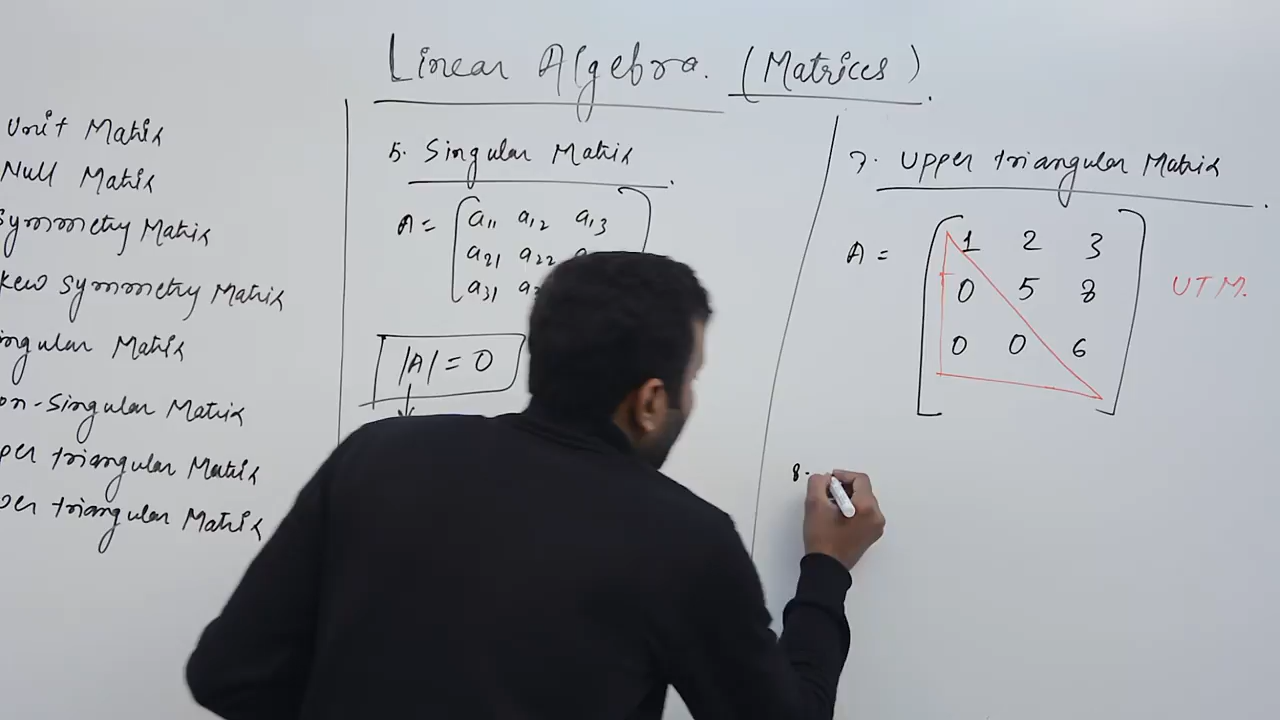 Linear Algebra. (Matrices).
Unit Matrix
Null Matrix
Symmetry Matrix
kew symmetry Matrix
ngular Matrix
on-Singular Matrix
per triangular Matrix
per triangular Matrix
5. Singular Matrix
A = a11 a12 a13
a21 a22
a31
|A| = 0
7. Upper triangular Matrix
A = 1 2 3
0 5 8
0 0 6
UTM.
8.